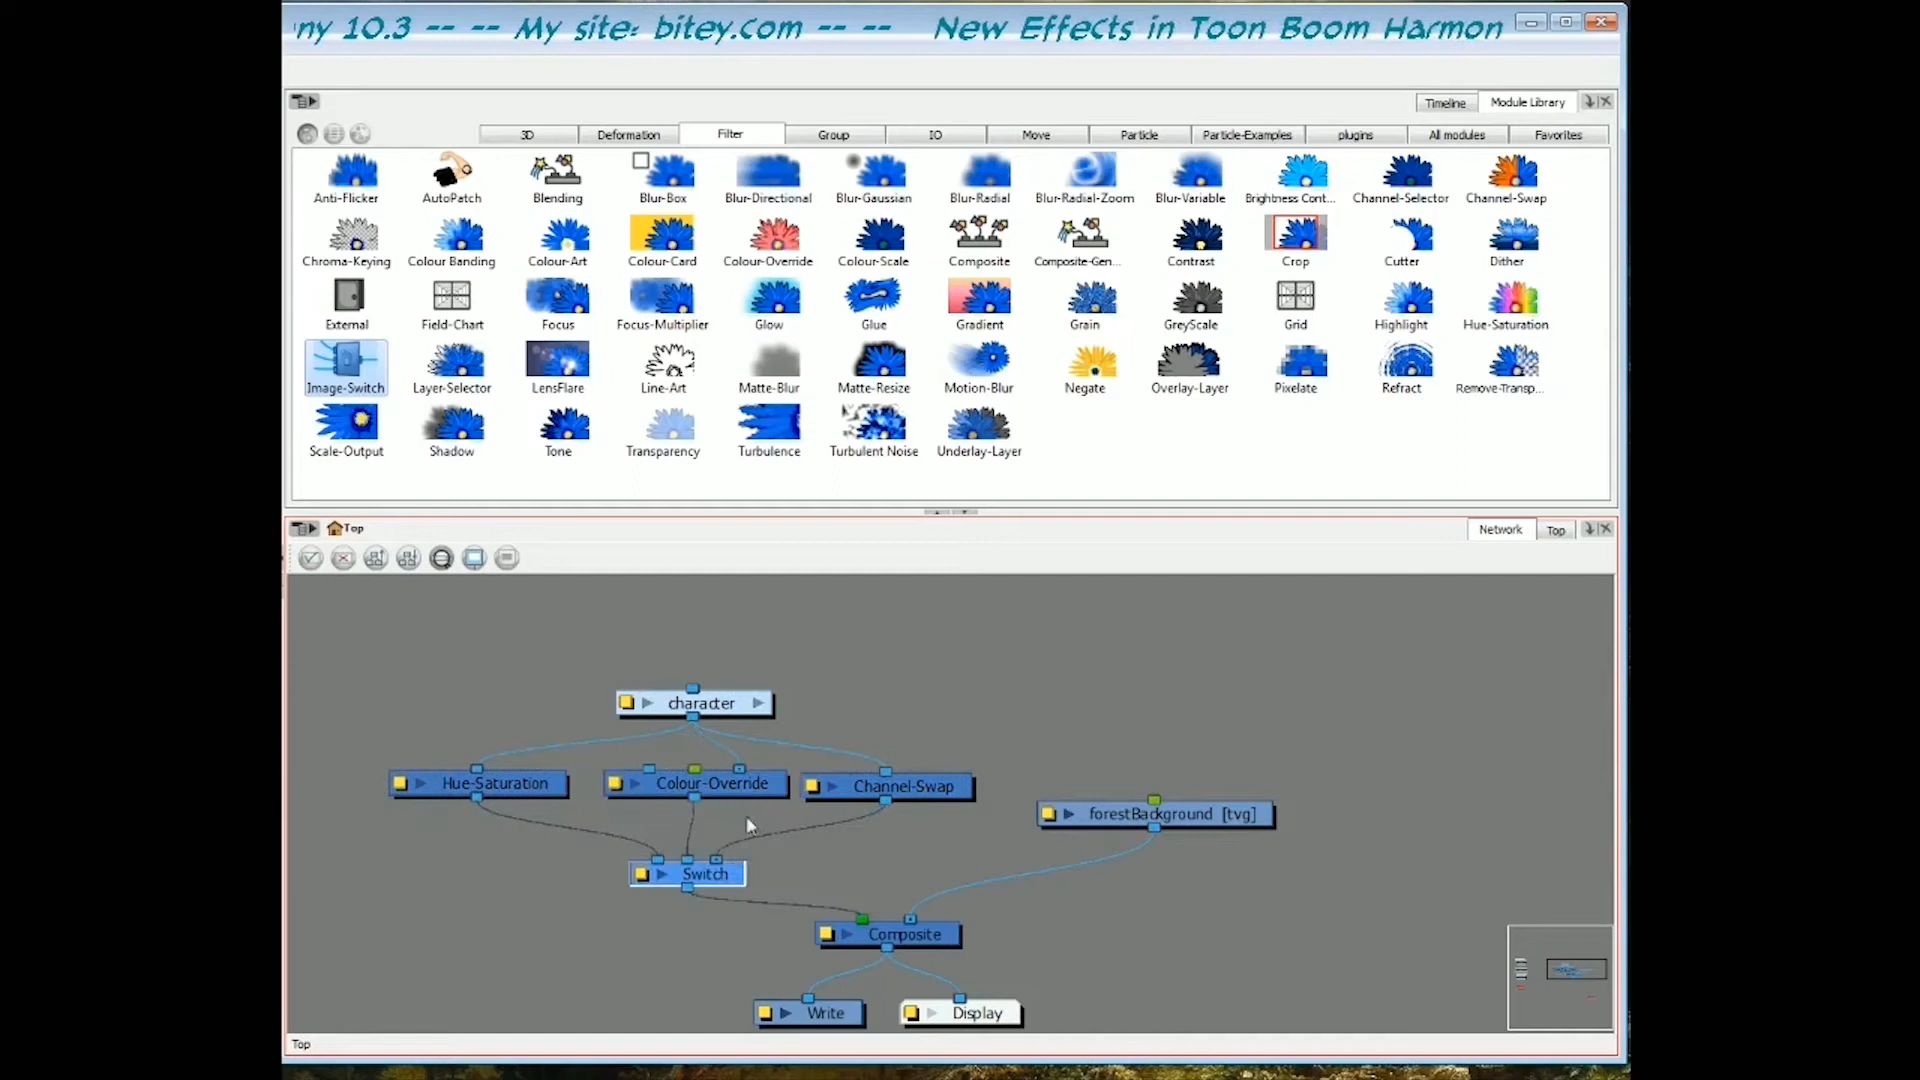 ny 10.3 -- -- My site: bitey.com -- -- New Effects in Toon Boom Harmon
Timeline Module Library
3D Deformation Filter Group IO Move Particle Particle-Examples plugins All modules Favorites
Anti-Flicker AutoPatch Blending Blur-Box Blur-Directional Blur-Gaussian Blur-Radial Blur-Radial-Zoom Blur-Variable Brightness Cont... Channel-Selector Channel-Swap
Chroma-Keying Colour Banding Colour-Art Colour-Card Colour-Override Colour-Scale Composite Composite-Gen... Contrast Crop Cutter Dither
External Field-Chart Focus Focus-Multiplier Glow Glue Gradient Grain GreyScale Grid Highlight Hue-Saturation
Image-Switch Layer-Selector LensFlare Line-Art Matte-Blur Matte-Resize Motion-Blur Negate Overlay-Layer Pixelate Refract Remove-Transp...
Scale-Output Shadow Tone Transparency Turbulence Turbulent Noise Underlay-Layer
Top Network Top
character
Hue-Saturation Colour-Override Channel-Swap
forestBackground [tvg]
Switch
Composite
Write Display
Top